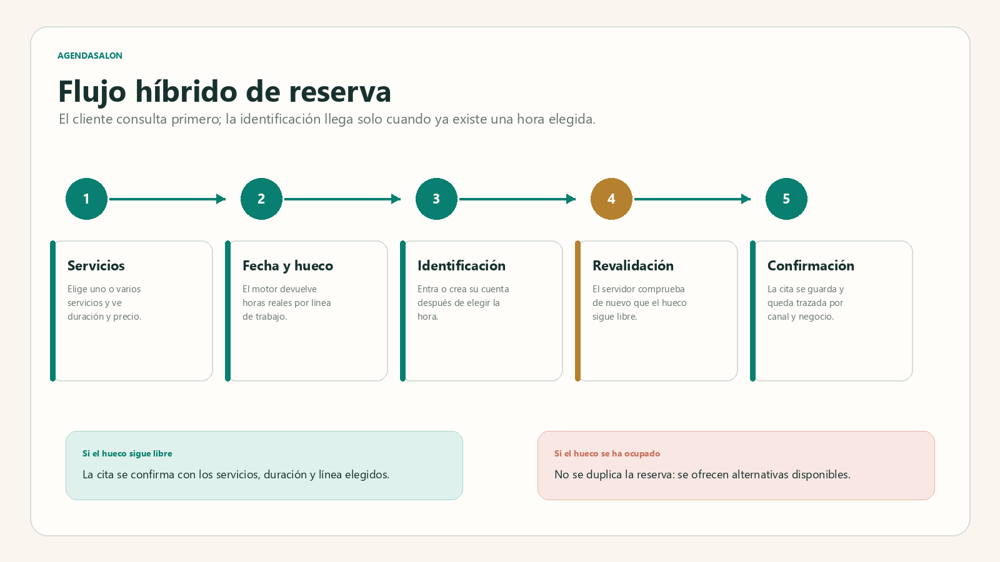 AGENDASALON
Flujo híbrido de reserva
El cliente consulta primero; la identificación llega solo cuando ya existe una hora elegida.
1
2
3
4
5
Servicios
Elige uno o varios
servicios y ve
duración y precio.
Fecha y hueco
El motor devuelve
horas reales por línea
de trabajo.
Identificación
Entra o crea su cuenta
después de elegir la
hora.
Revalidación
El servidor comprueba
de nuevo que el hueco
sigue libre.
Confirmación
La cita se guarda y
queda trazada por
canal y negocio.
Si el hueco sigue libre
La cita se confirma con los servicios, duración y línea elegidos.
Si el hueco se ha ocupado
No se duplica la reserva: se ofrecen alternativas disponibles.